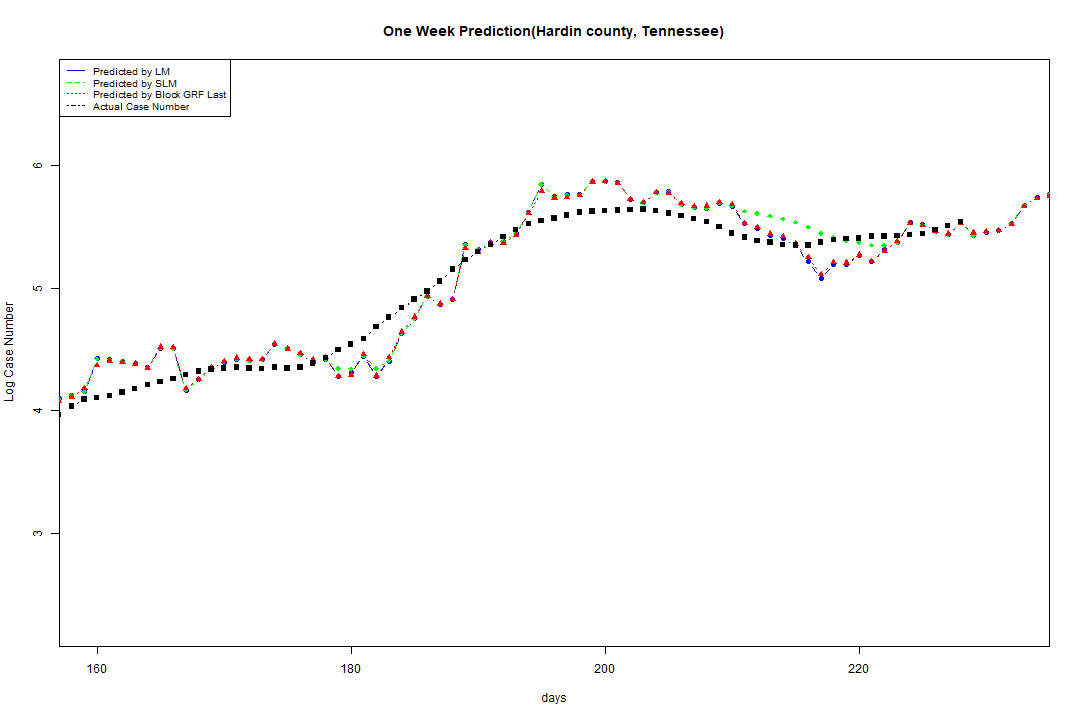 One Week Prediction(Hardin county, Tennessee)
Predicted by LM
Predicted by SLM
Predicted by Block GRF Last
Actual Case Number
6
5
4
3
Log Case Number
160 180 200 220
days